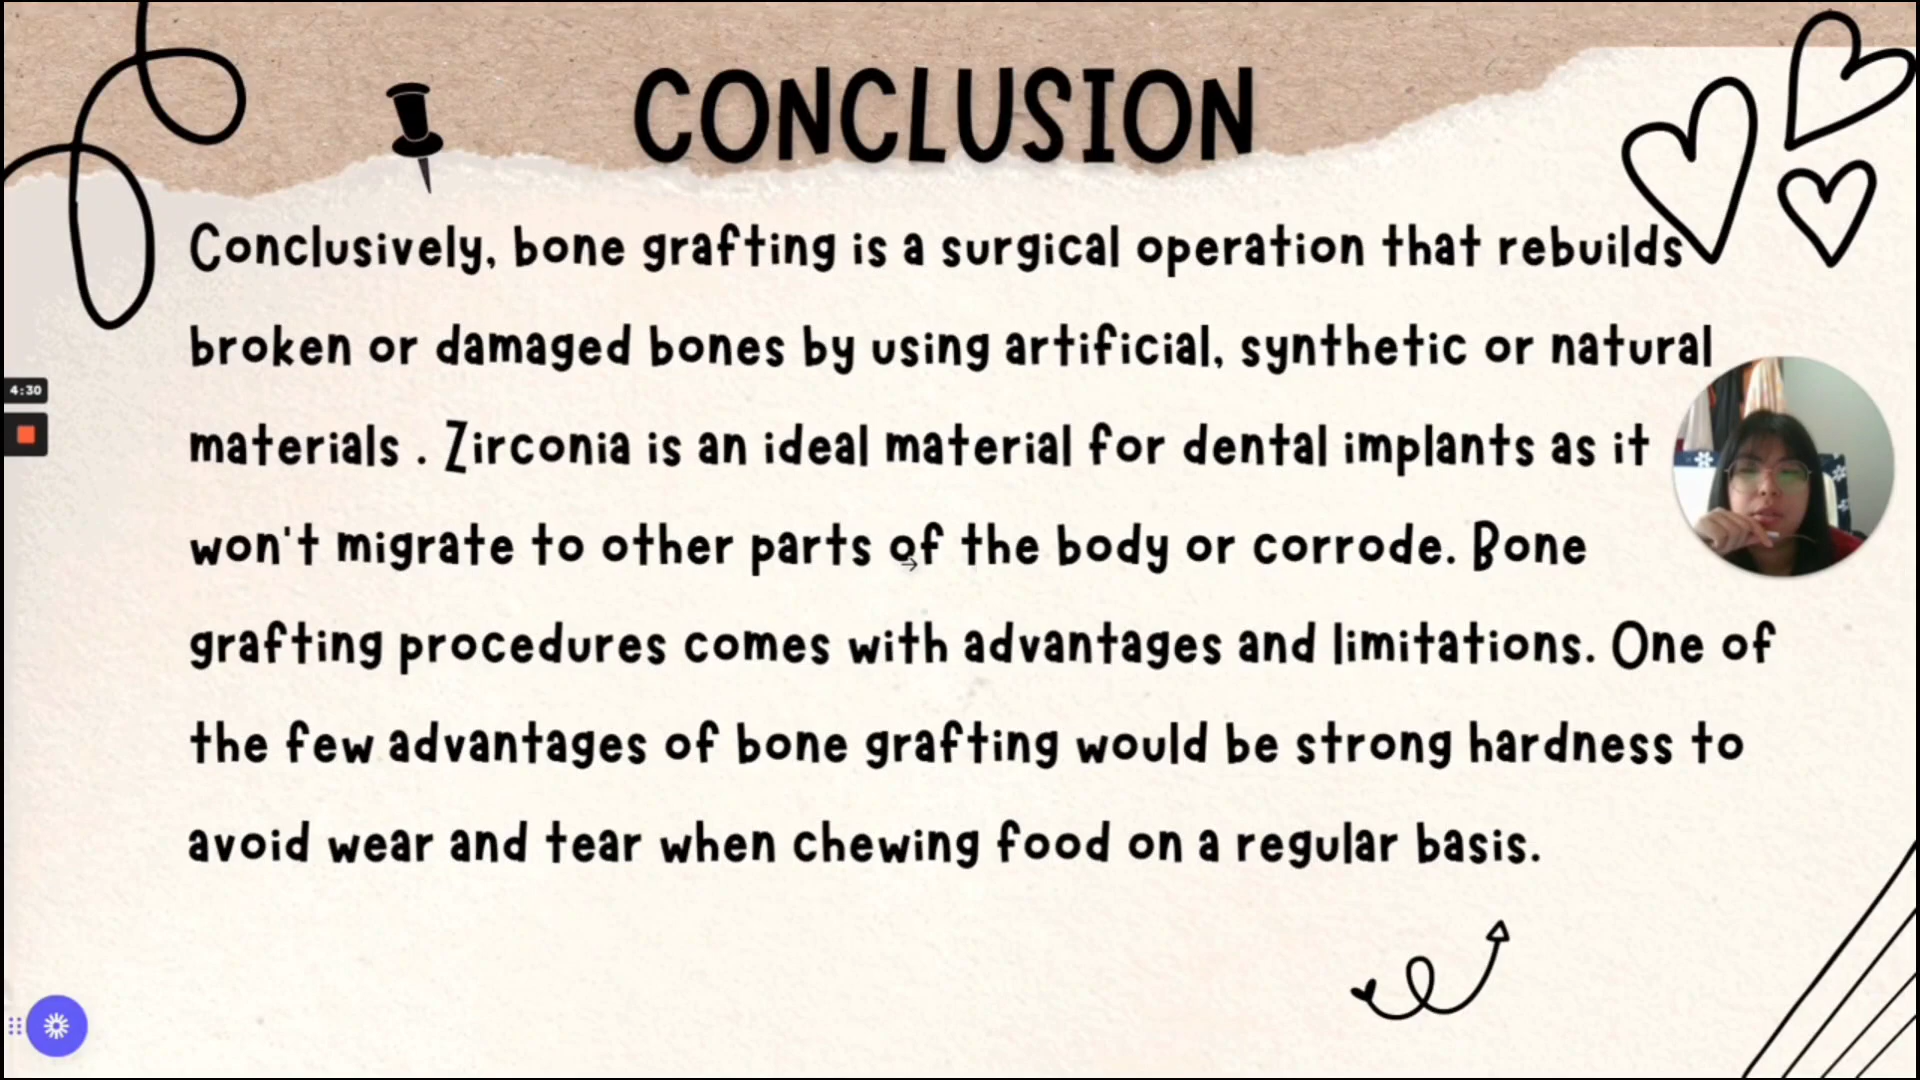 CONCLUSION
Conclusively, bone grafting is a surgical operation that rebuilds
broken or damaged bones by using artificial, synthetic or natural
materials . Zirconia is an ideal material for dental implants as it
won't migrate to other parts of the body or corrode. Bone
grafting procedures comes with advantages and limitations. One of
the few advantages of bone grafting would be strong hardness to
avoid wear and tear when chewing food on a regular basis.
4:30